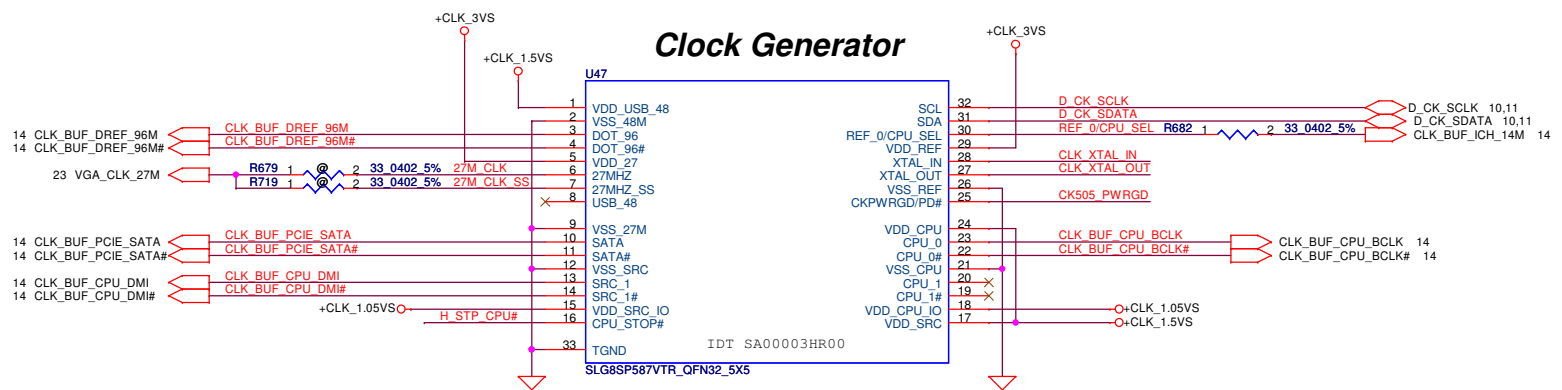 +CLK_3VS
Clock Generator
+CLK_3VS
+CLK_1.5VS
U47
1 VDD_USB_48
2 VSS_48M
14 CLK_BUF_DREF_96M CLK_BUF_DREF_96M 3 DOT_96
14 CLK_BUF_DREF_96M# CLK_BUF_DREF_96M# 4 DOT_96#
5 VDD_27
23 VGA_CLK_27M R679 1 @ 2 33_0402_5% 27M_CLK 6 27MHZ
R719 1 @ 2 33_0402_5% 27M_CLK_SS 7 27MHZ_SS
8 USB_48
9 VSS_27M
14 CLK_BUF_PCIE_SATA CLK_BUF_PCIE_SATA 10 SATA
14 CLK_BUF_PCIE_SATA# CLK_BUF_PCIE_SATA# 11 SATA#
12 VSS_SRC
14 CLK_BUF_CPU_DMI CLK_BUF_CPU_DMI 13 SRC_1
14 CLK_BUF_CPU_DMI# CLK_BUF_CPU_DMI# 14 SRC_1#
+CLK_1.05VS 15 VDD_SRC_IO
H_STP_CPU# 16 CPU_STOP#
33 TGND
SCL 32 D_CK_SCLK D_CK_SCLK 10,11
SDA 31 D_CK_SDATA D_CK_SDATA 10,11
REF_0/CPU_SEL 30 REF_0/CPU_SEL R682 1 2 33_0402_5% CLK_BUF_ICH_14M 14
VDD_REF 29
XTAL_IN 28 CLK_XTAL_IN
XTAL_OUT 27 CLK_XTAL_OUT
VSS_REF 26
CKPWRGD/PD# 25 CK505_PWRGD
VDD_CPU 24
CPU_0 23 CLK_BUF_CPU_BCLK CLK_BUF_CPU_BCLK 14
CPU_0# 22 CLK_BUF_CPU_BCLK# CLK_BUF_CPU_BCLK# 14
VSS_CPU 21
CPU_1 20
CPU_1# 19
VDD_CPU_IO 18 +CLK_1.05VS
VDD_SRC 17 +CLK_1.5VS
IDT SA00003HR00
SLG8SP587VTR_QFN32_5X5